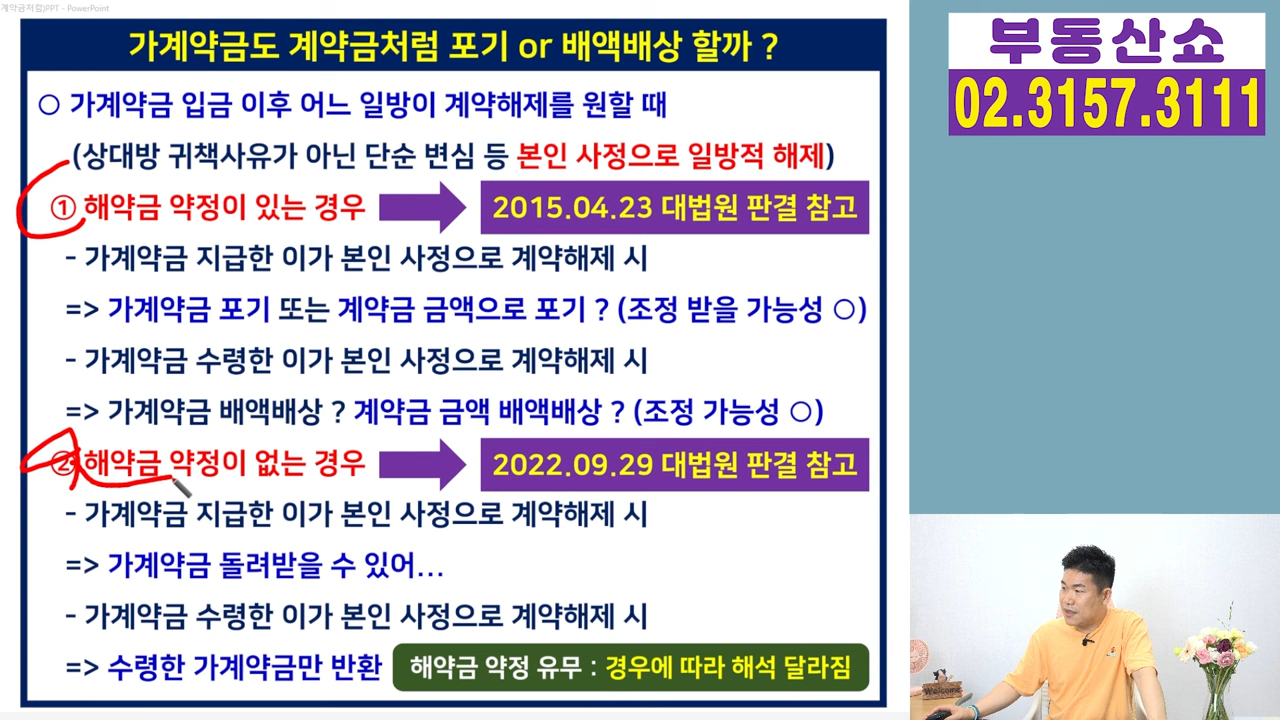 계약금처럼)PPT - PowerPoint
가계약금도 계약금처럼 포기 or 배액배상 할까 ?
○ 가계약금 입금 이후 어느 일방이 계약해제를 원할 때
(상대방 귀책사유가 아닌 단순 변심 등 본인 사정으로 일방적 해제)
① 해약금 약정이 있는 경우 2015.04.23 대법원 판결 참고
- 가계약금 지급한 이가 본인 사정으로 계약해제 시
=> 가계약금 포기 또는 계약금 금액으로 포기 ? (조정 받을 가능성 ○)
- 가계약금 수령한 이가 본인 사정으로 계약해제 시
=> 가계약금 배액배상 ? 계약금 금액 배액배상 ? (조정 가능성 ○)
② 해약금 약정이 없는 경우 2022.09.29 대법원 판결 참고
- 가계약금 지급한 이가 본인 사정으로 계약해제 시
=> 가계약금 돌려받을 수 있어...
- 가계약금 수령한 이가 본인 사정으로 계약해제 시
=> 수령한 가계약금만 반환 해약금 약정 유무 : 경우에 따라 해석 달라짐
부동산쇼
02.3157.3111
Welcome